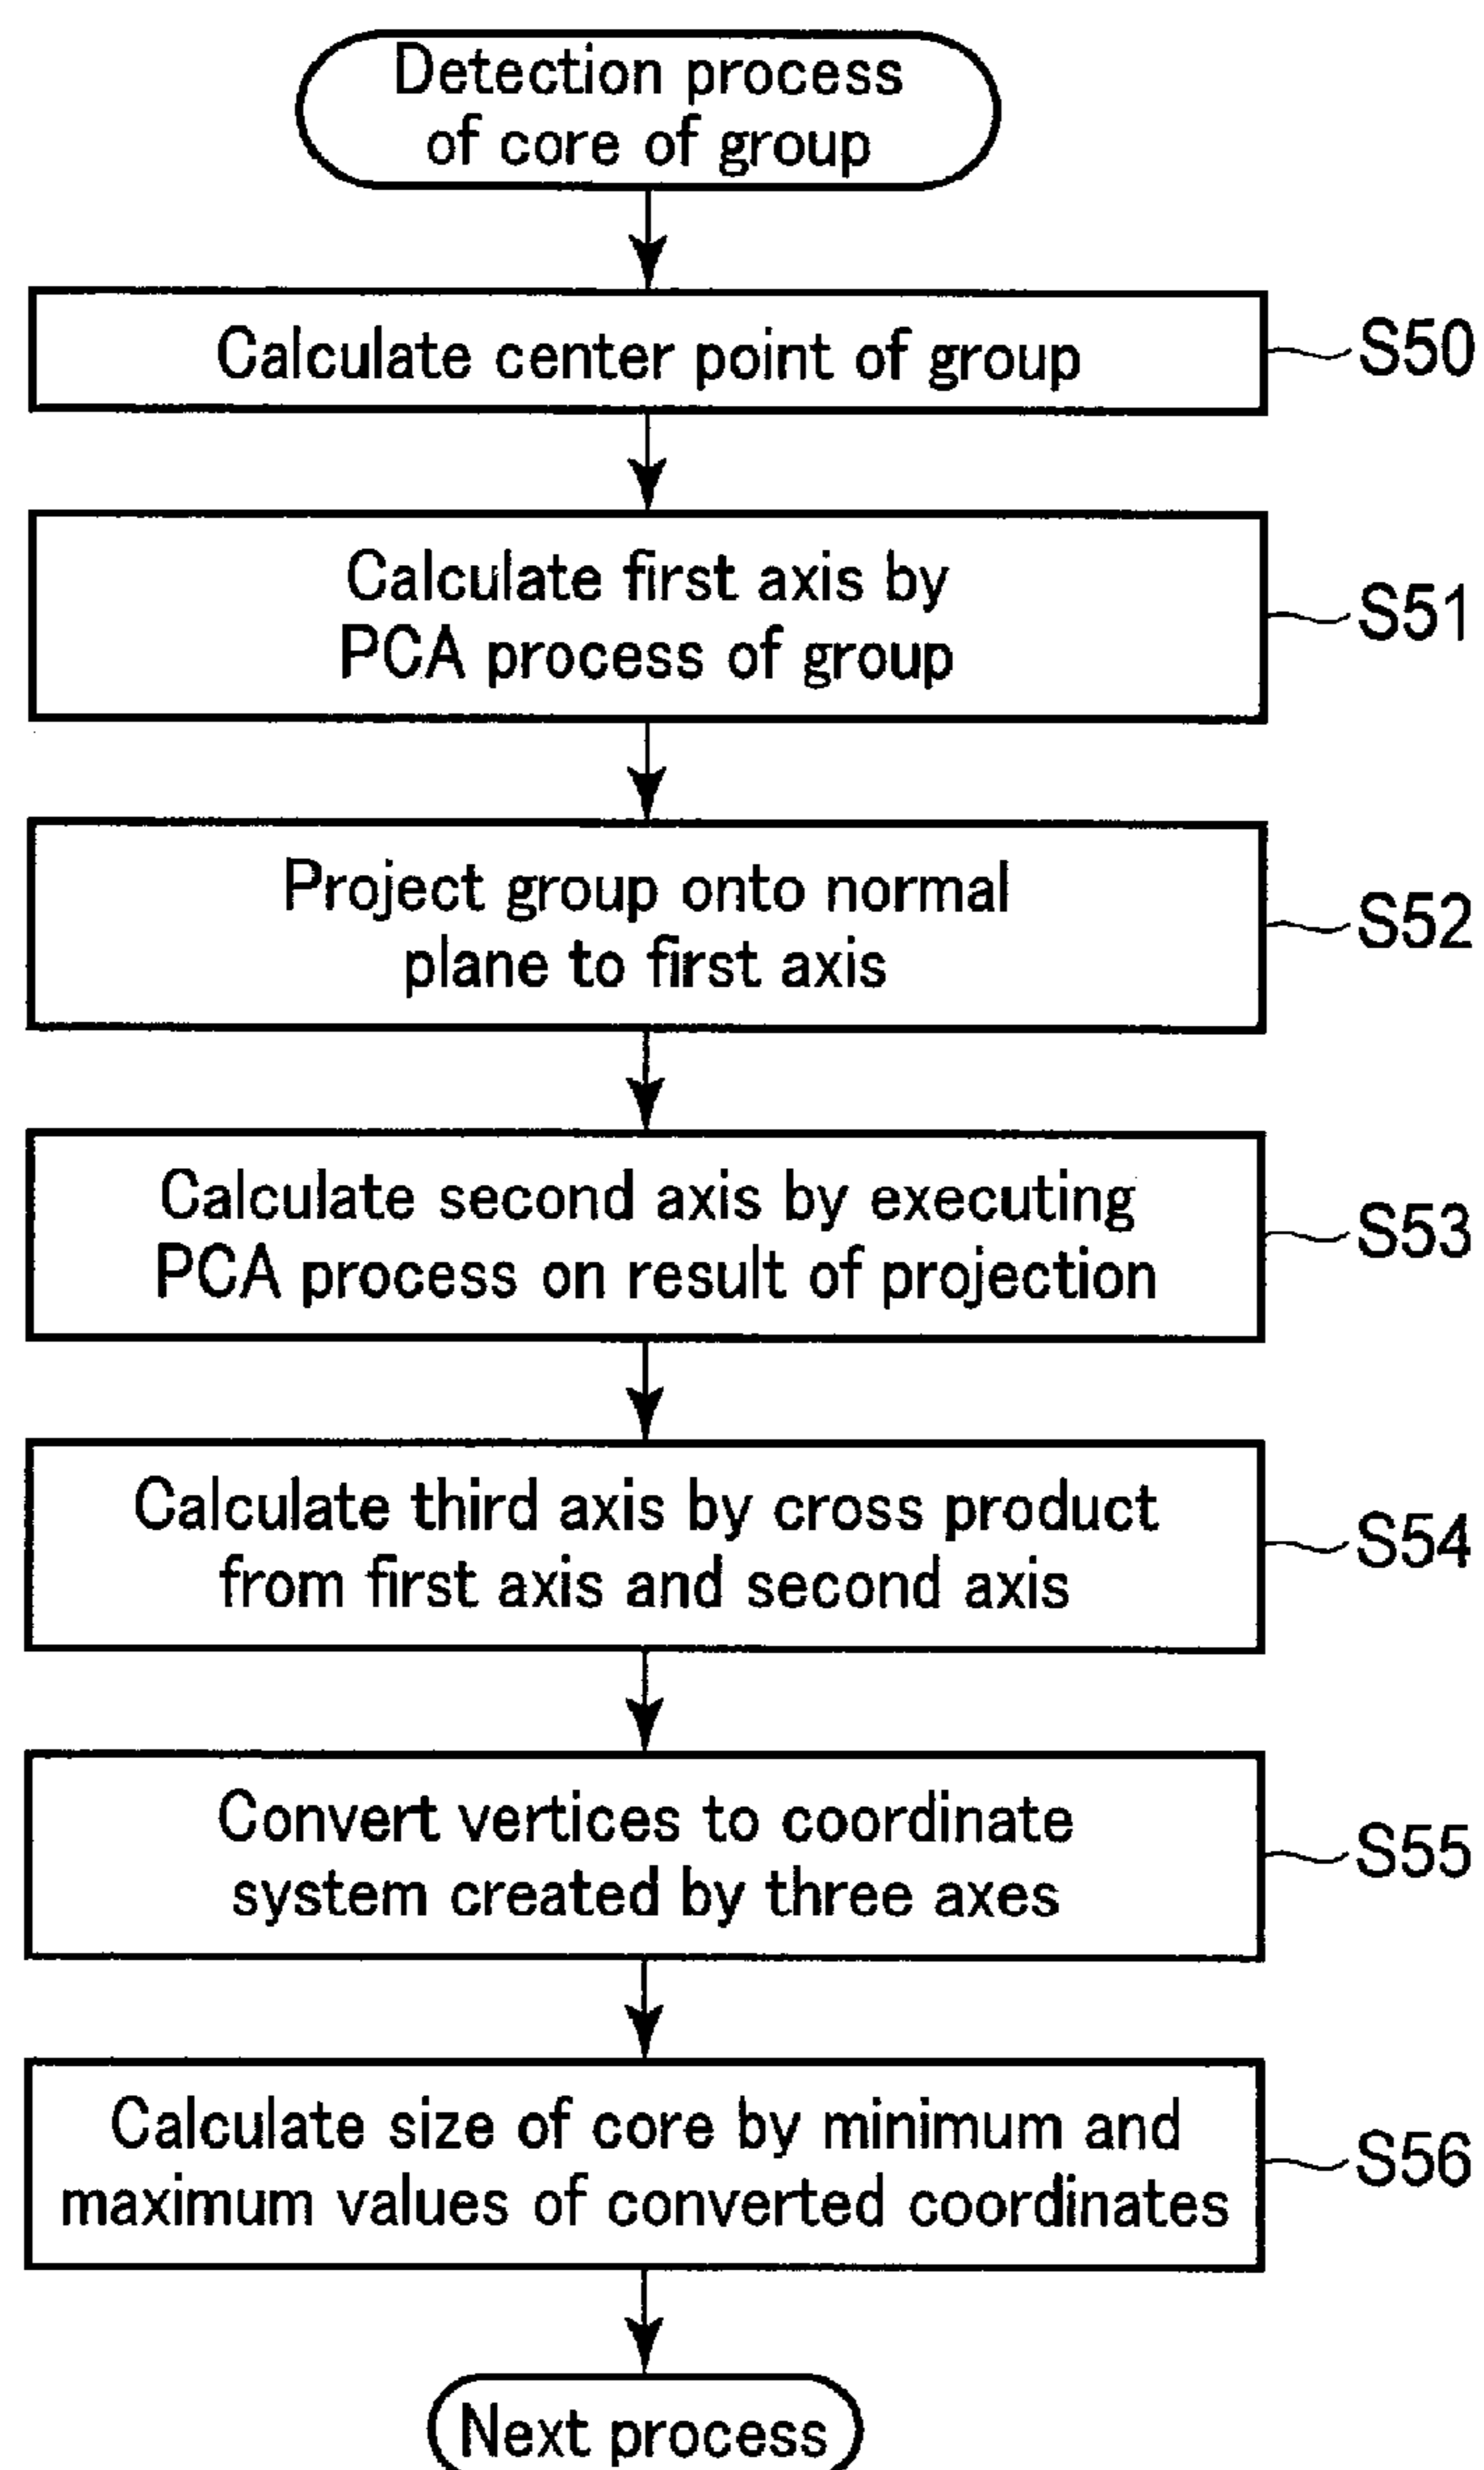 Detection process
of core of group
Calculate center point of group
S50
Calculate first axis by
PCA process of group
S51
Project group onto normal
plane to first axis
S52
Calculate second axis by executing
PCA process on result of projection
S53
Calculate third axis by cross product
from first axis and second axis
S54
Convert vertices to coordinate
system created by three axes
S55
Calculate size of core by minimum and
maximum values of converted coordinates
S56
Next process